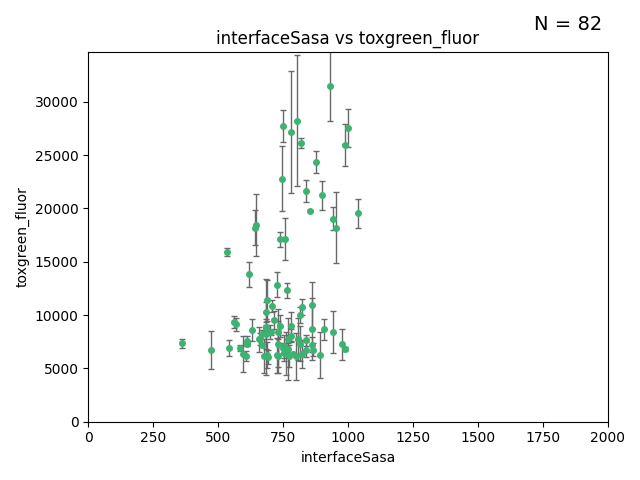 N = 82
interfaceSasa vs toxgreen_fluor
30000
25000
20000
15000
10000
5000
0
toxgreen_fluor
0 250 500 750 1000 1250 1500 1750 2000
interfaceSasa